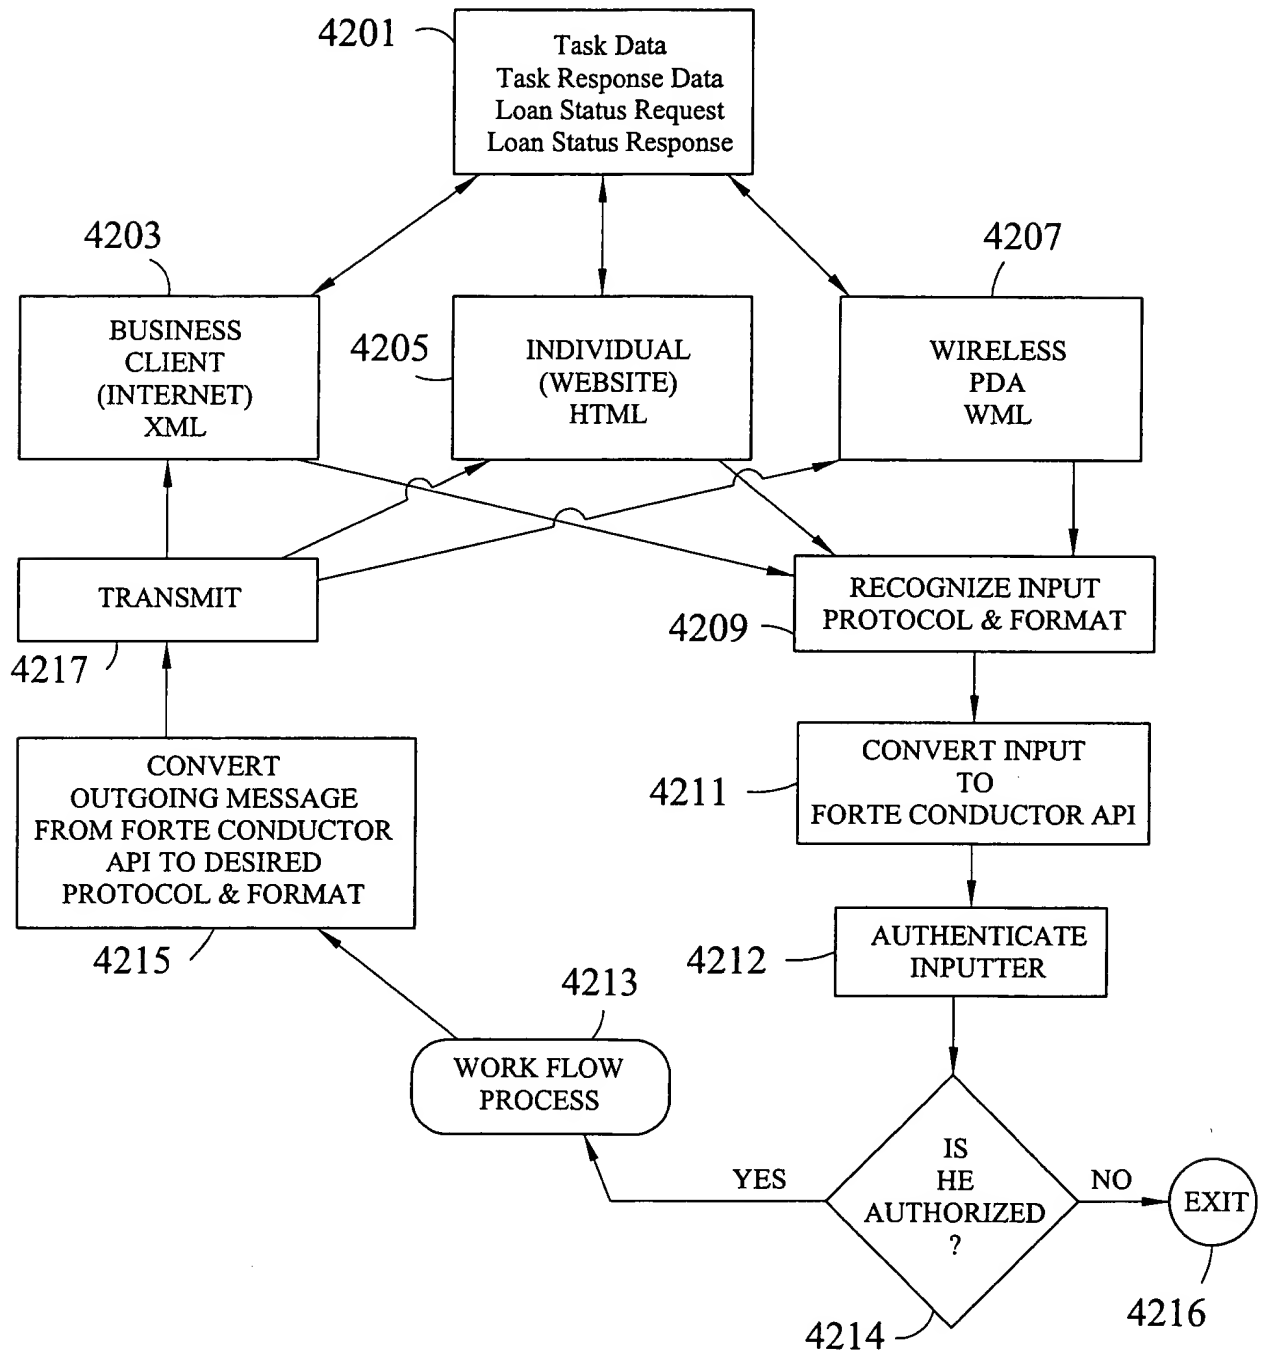 4201
Task Data
Task Response Data
Loan Status Request
Loan Status Response
4203
BUSINESS
CLIENT
(INTERNET)
XML
4205
INDIVIDUAL
(WEBSITE)
HTML
4207
WIRELESS
PDA
WML
TRANSMIT
4217
RECOGNIZE INPUT
PROTOCOL & FORMAT
4209
CONVERT INPUT
TO
FORTE CONDUCTOR API
4211
CONVERT
OUTGOING MESSAGE
FROM FORTE CONDUCTOR
API TO DESIRED
PROTOCOL & FORMAT
4215
AUTHENTICATE
INPUTTER
4212
4213
WORK FLOW
PROCESS
IS
HE
AUTHORIZED
?
YES
NO
EXIT
4216
4214